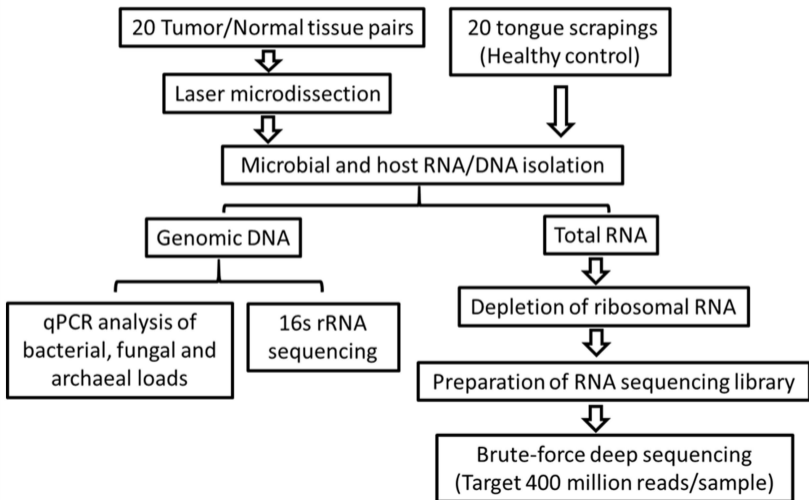 20 Tumor/Normal tissue pairs
20 tongue scrapings
(Healthy control)
Laser microdissection
Microbial and host RNA/DNA isolation
Genomic DNA
Total RNA
qPCR analysis of
bacterial, fungal and
archaeal loads
16s rRNA
sequencing
Depletion of ribosomal RNA
Preparation of RNA sequencing library
Brute-force deep sequencing
(Target 400 million reads/sample)